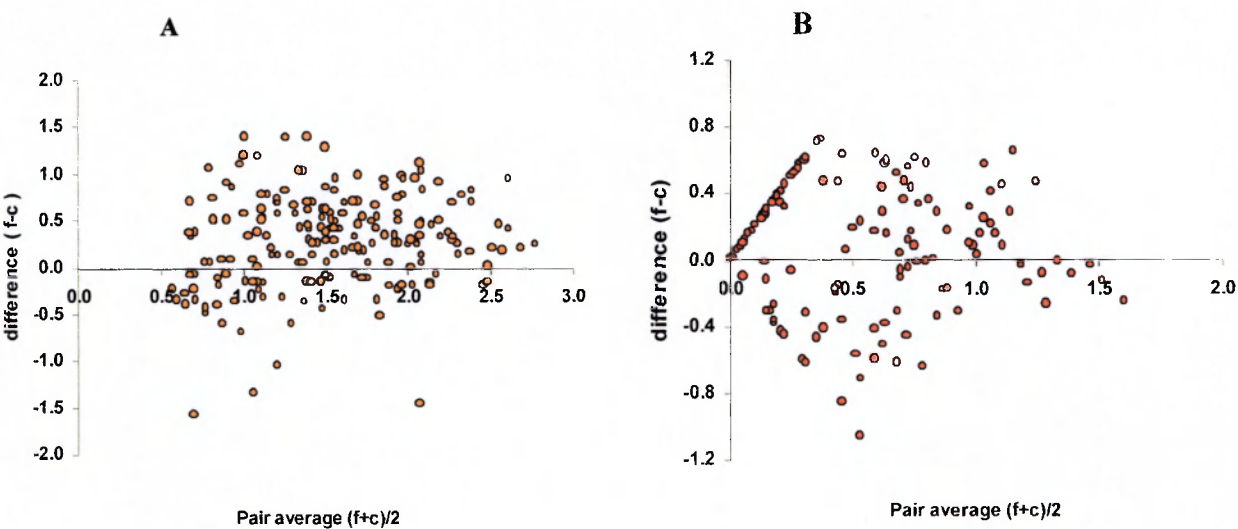 A
2.0
1.5
1.0
0.5
0.0
-0.5
-1.0
-1.5
-2.0
difference ( f-c )
0.0 0.5 1.0 1.5 2.0 2.5 3.0
Pair average (f+c)/2
B
1.2
0.8
0.4
0.0
-0.4
-0.8
-1.2
difference (f-c)
0.0 0.5 1.0 1.5 2.0
Pair average (f+c)/2